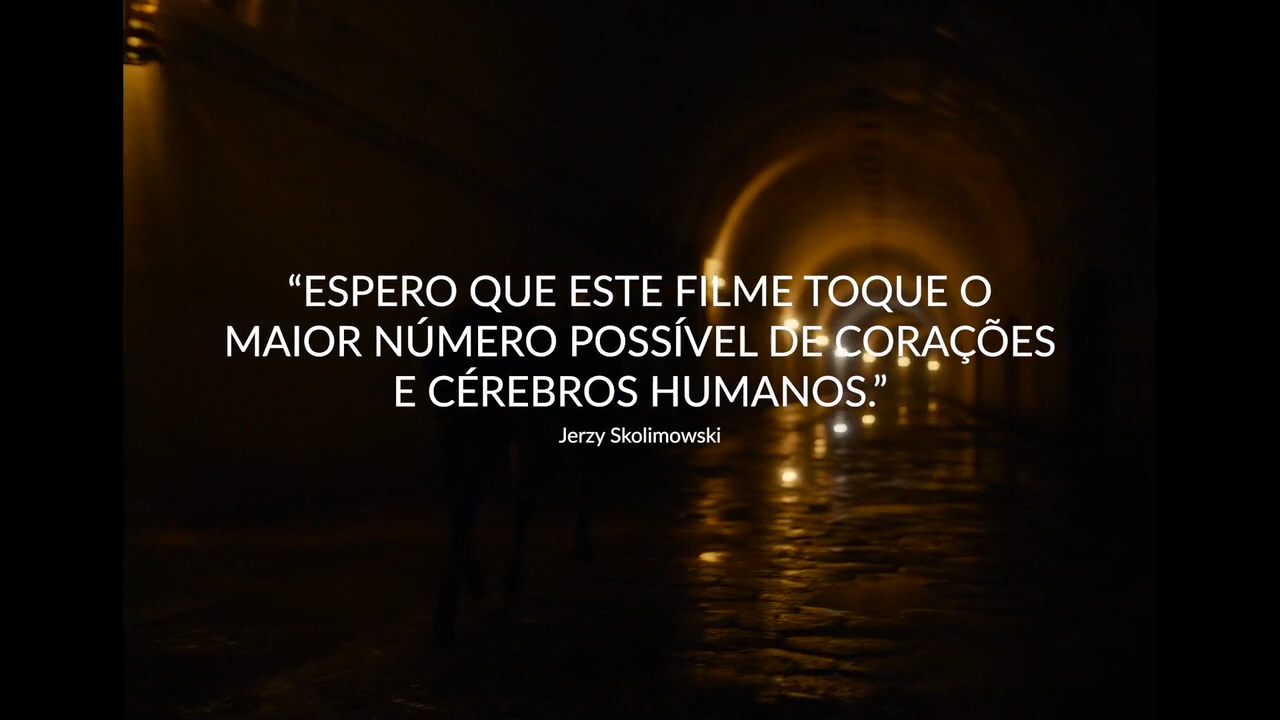 “ESPERO QUE ESTE FILME TOQUE O
MAIOR NÚMERO POSSÍVEL DE CORAÇÕES
E CÉREBROS HUMANOS.”
Jerzy Skolimowski